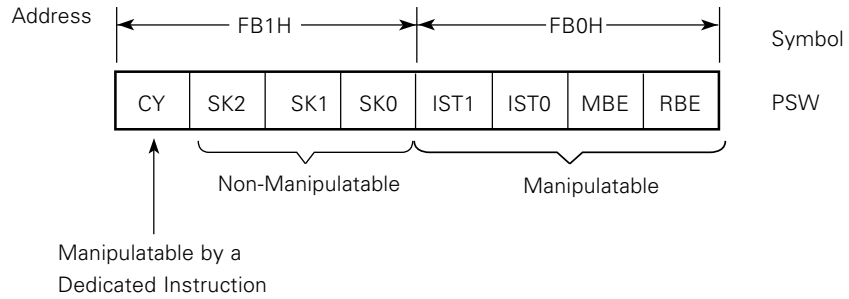 Address
FB1H FB0H
Symbol
CY SK2 SK1 SK0 IST1 IST0 MBE RBE PSW
Non-Manipulatable Manipulatable
Manipulatable by a
Dedicated Instruction